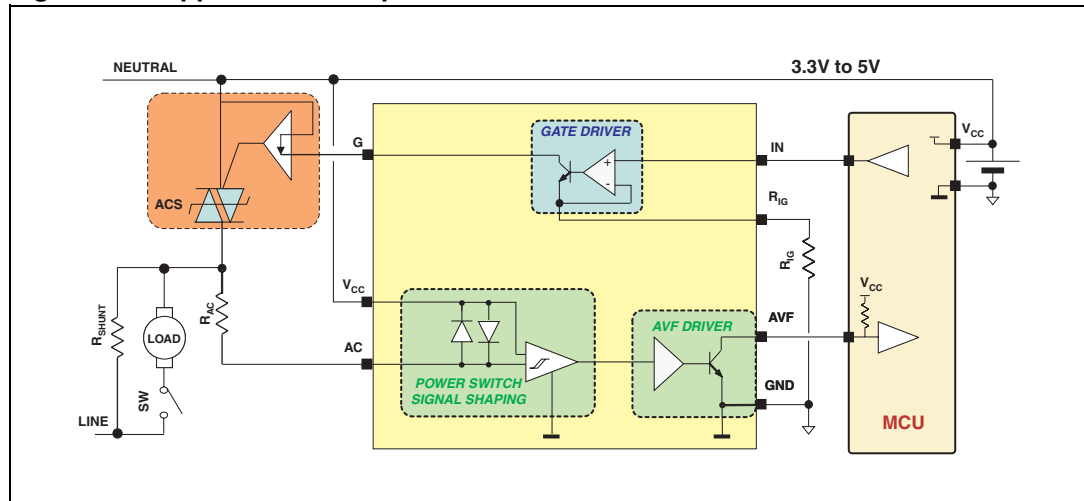 NEUTRAL
3.3V to 5V
G
GATE DRIVER
+
-
IN
VCC
ACS
RIG
RIG
RSHUNT
LOAD
RAC
VCC
VCC
AC
AVF DRIVER
AVF
POWER SWITCH
SIGNAL SHAPING
SW
GND
LINE
MCU